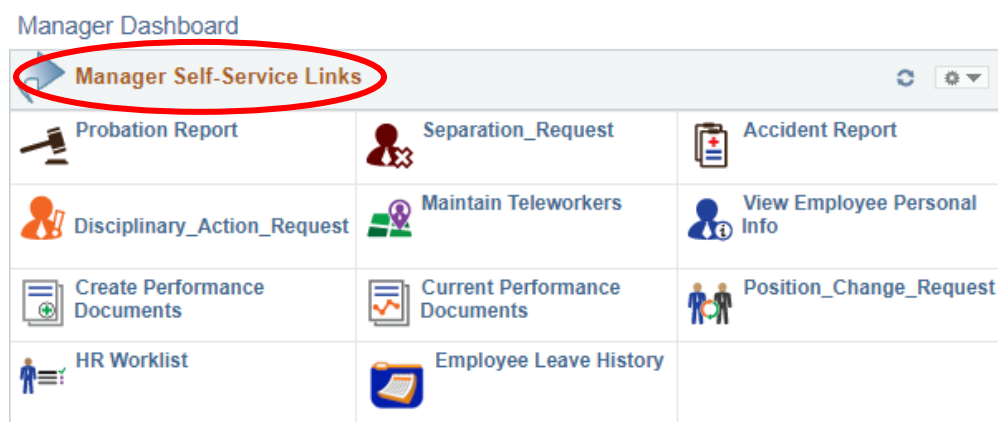 Manager Dashboard
Manager Self-Service Links
Probation Report
Separation_Request
Accident Report
Disciplinary_Action_Request
Maintain Teleworkers
View Employee Personal
Info
Create Performance
Documents
Current Performance
Documents
Position_Change_Request
HR Worklist
Employee Leave History